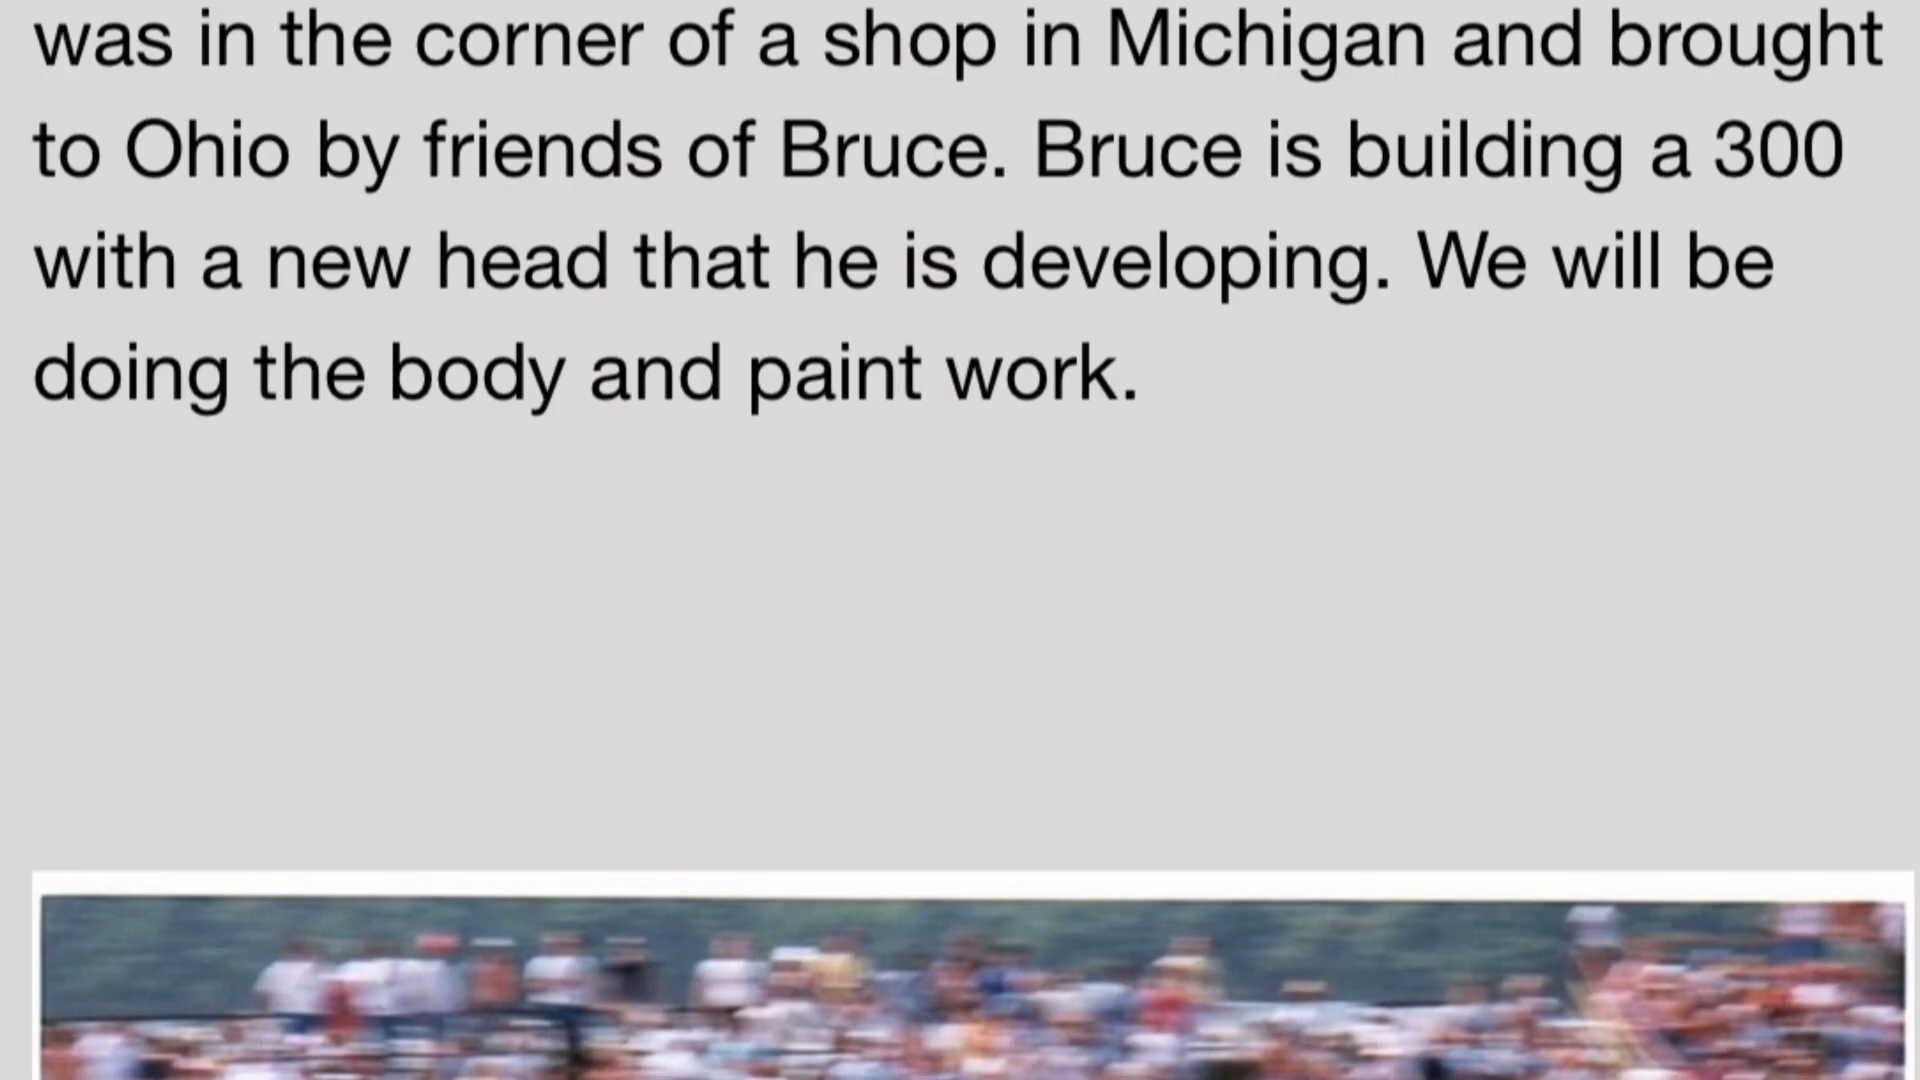 was in the corner of a shop in Michigan and brought
to Ohio by friends of Bruce. Bruce is building a 300
with a new head that he is developing. We will be
doing the body and paint work.